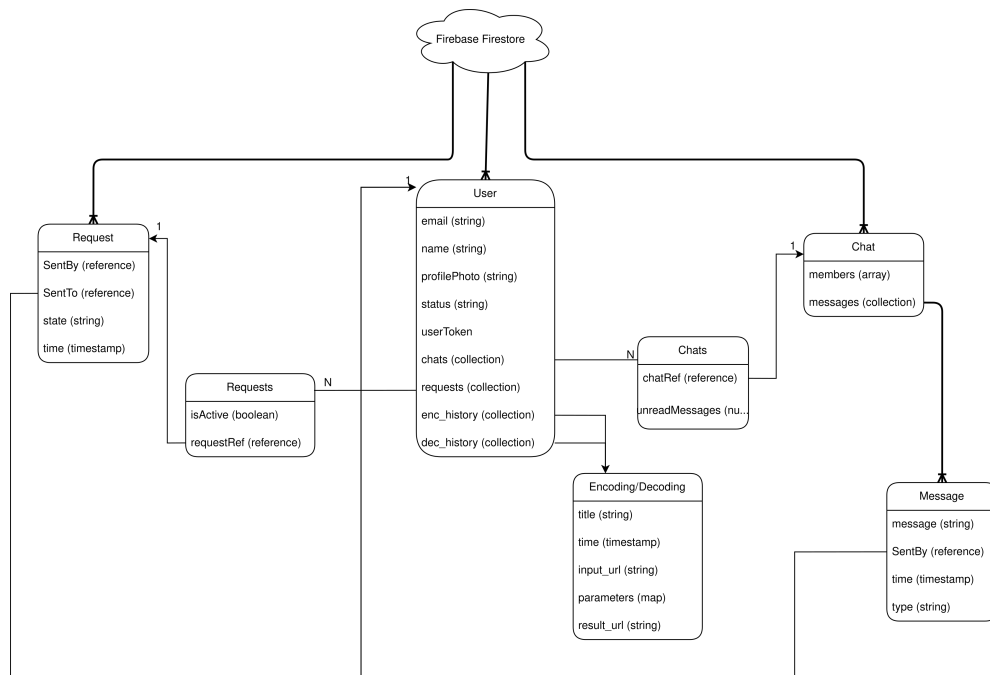 Firebase Firestore
1
User
email (string)
name (string)
profilePhoto (string)
status (string)
userToken
chats (collection)
requests (collection)
enc_history (collection)
dec_history (collection)
1
Request
SentBy (reference)
SentTo (reference)
state (string)
time (timestamp)
N
Requests
isActive (boolean)
requestRef (reference)
1
Chat
members (array)
messages (collection)
N
Chats
chatRef (reference)
unreadMessages (nu...
Encoding/Decoding
title (string)
time (timestamp)
input_url (string)
parameters (map)
result_url (string)
Message
message (string)
SentBy (reference)
time (timestamp)
type (string)